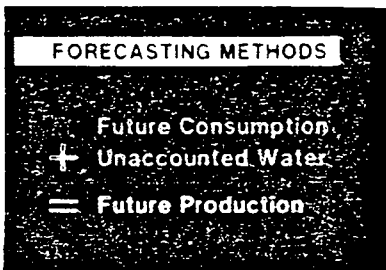 FORECASTING METHODS
Future Consumption
+ Unaccounted Water
= Future Production